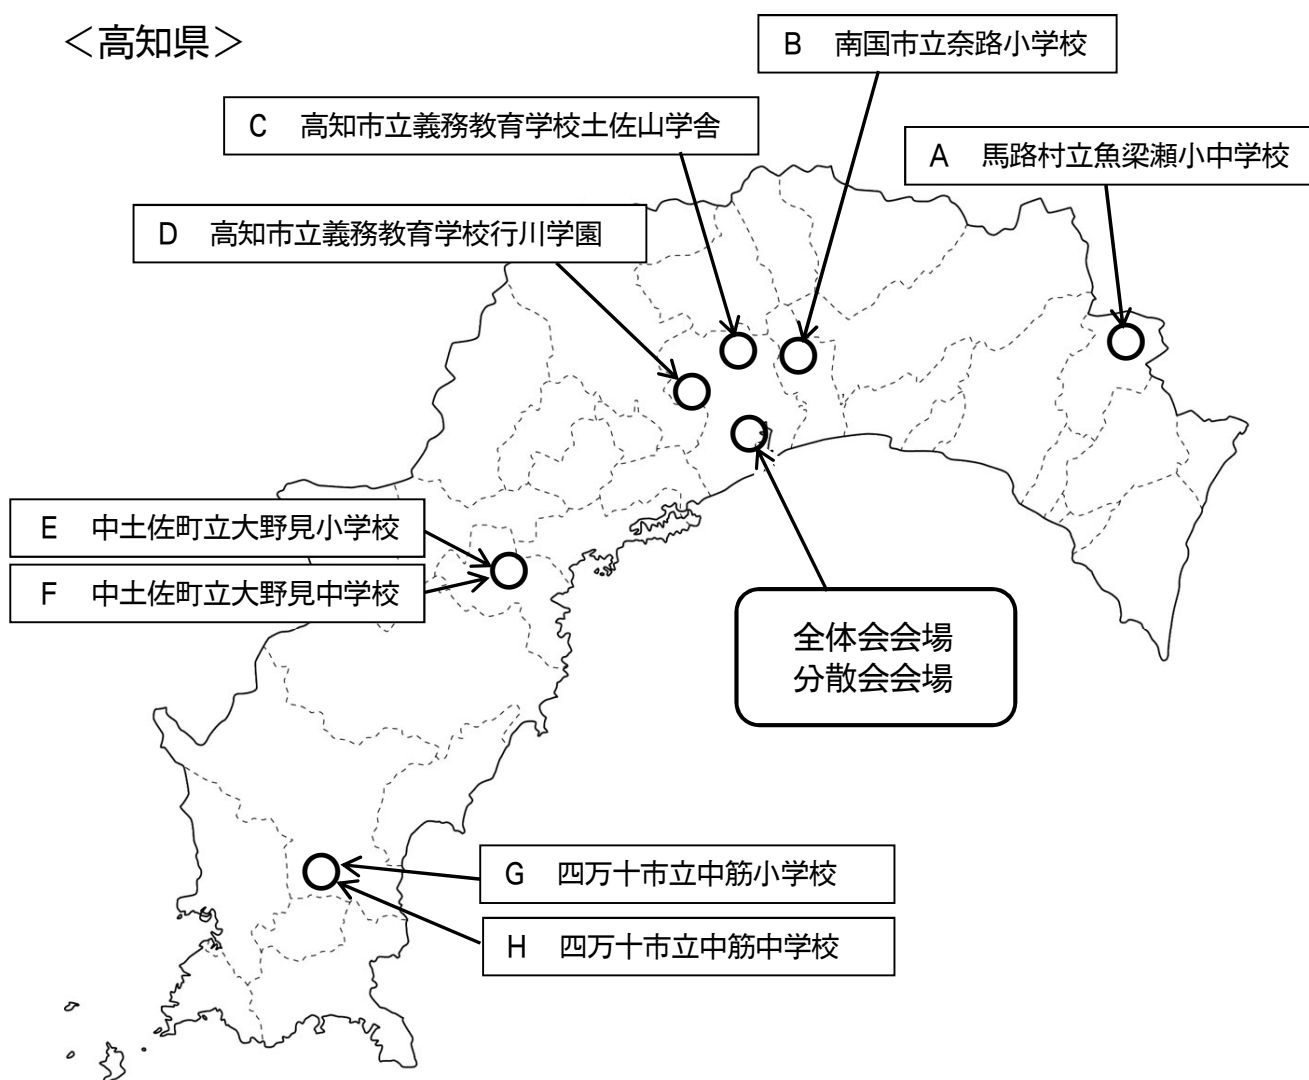 ＜高知県＞
B 南国市立奈路小学校
C 高知市立義務教育学校土佐山学舎
A 馬路村立魚梁瀬小中学校
D 高知市立義務教育学校行川学園
E 中土佐町立大野見小学校
F 中土佐町立大野見中学校
全体会会場
分散会会場
G 四万十市立中筋小学校
H 四万十市立中筋中学校